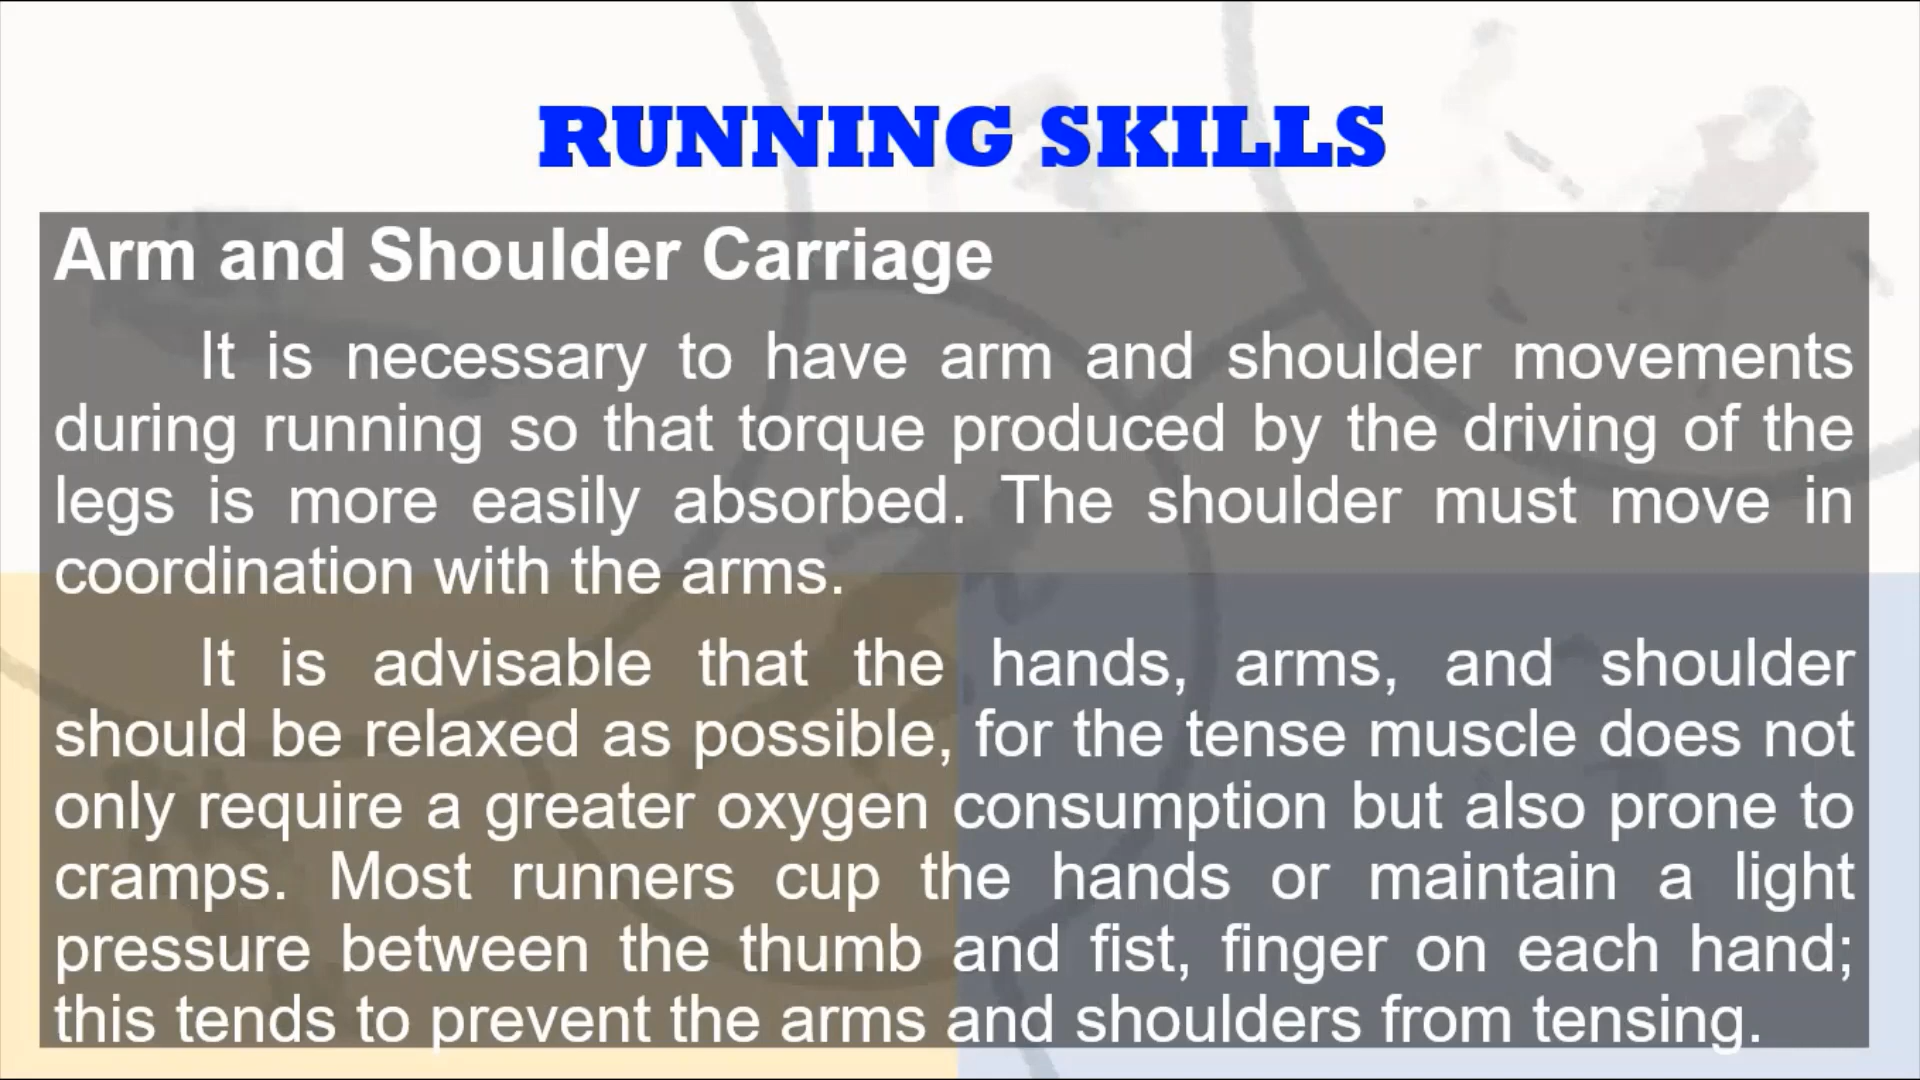 RUNNING SKILLS
Arm and Shoulder Carriage
It is necessary to have arm and shoulder movements
during running so that torque produced by the driving of the
legs is more easily absorbed. The shoulder must move in
coordination with the arms.
It is advisable that the hands, arms, and shoulder
should be relaxed as possible, for the tense muscle does not
only require a greater oxygen consumption but also prone to
cramps. Most runners cup the hands or maintain a light
pressure between the thumb and fist, finger on each hand;
this tends to prevent the arms and shoulders from tensing.